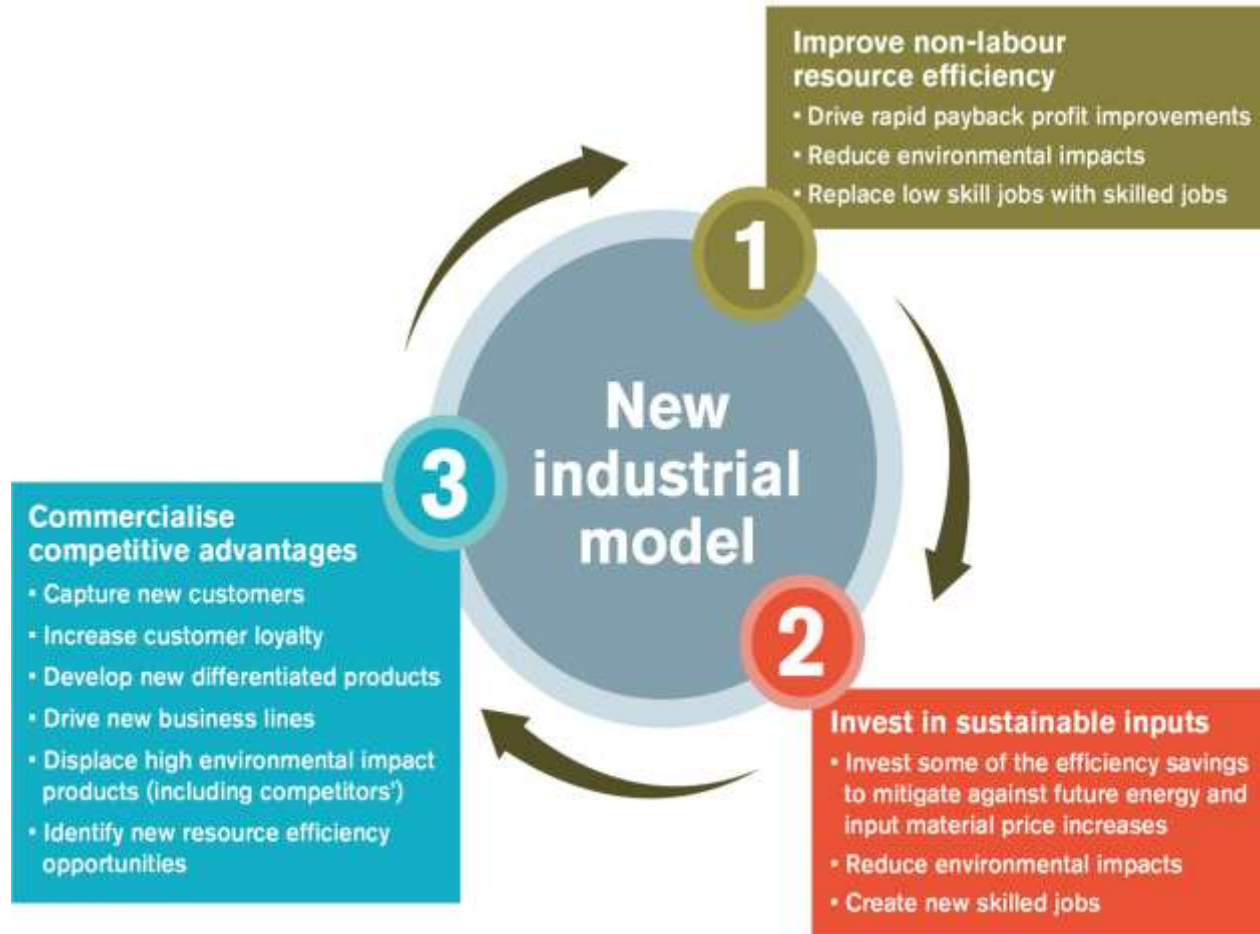 Improve non-labour
resource efficiency
• Drive rapid payback profit improvements
• Reduce environmental impacts
• Replace low skill jobs with skilled jobs
1
New
industrial
model
2
Invest in sustainable inputs
• Invest some of the efficiency savings
to mitigate against future energy and
input material price increases
• Reduce environmental impacts
• Create new skilled jobs
3
Commercialise
competitive advantages
• Capture new customers
• Increase customer loyalty
• Develop new differentiated products
• Drive new business lines
• Displace high environmental impact
products (including competitors’)
• Identify new resource efficiency
opportunities